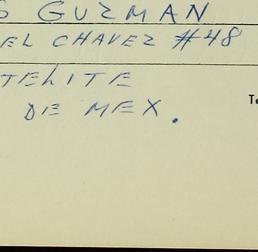 S GUZMAN
EL CHAVEZ #48
TELITE
DE MEX.
T